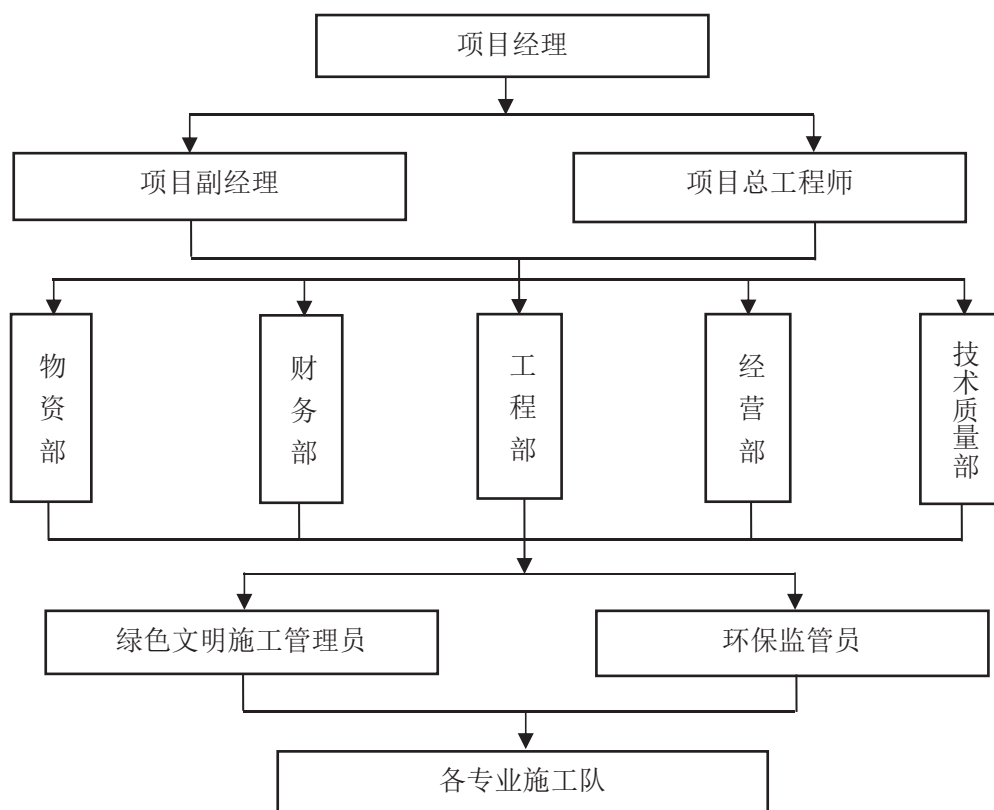 项目经理
项目副经理
项目总工程师
物资部
财务部
工程部
经营部
技术质量部
绿色文明施工管理员
环保监管员
各专业施工队